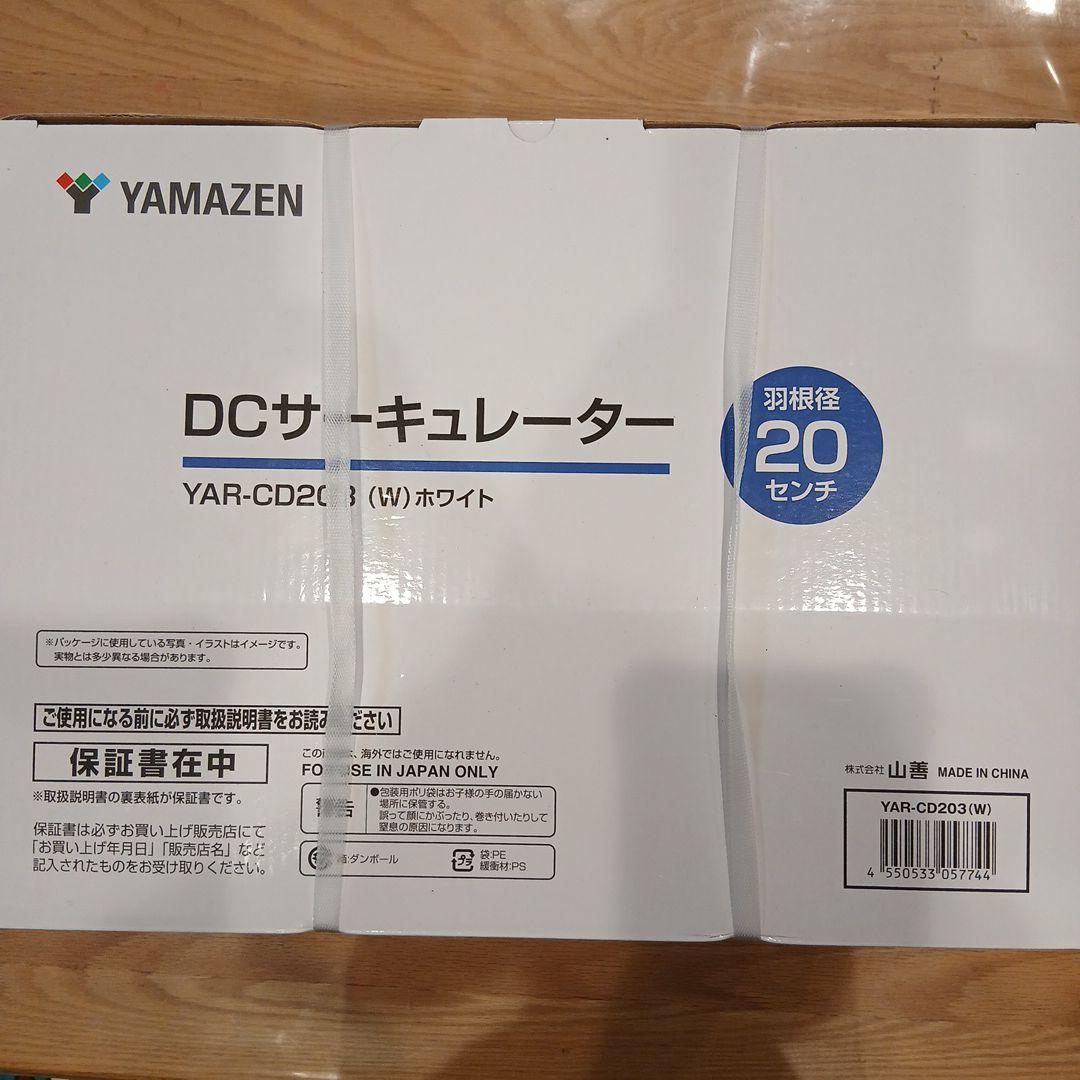 YAMAZEN
DCサーキュレーター
YAR-CD203 (W)ホワイト
羽根径
20
センチ
※パッケージに使用している写真・イラストはイメージです。
実物とは多少異なる場合があります。
ご使用になる前に必ず取扱説明書をお読みください
保証書在中
※取扱説明書の裏表紙が保証書です。
保証書は必ずお買い上げ販売店にて
「お買い上げ年月日」「販売店名」など
記入されたものをお受け取りください。
この商品は、海外ではご使用になれません。
FOR USE IN JAPAN ONLY
警告
●包装用ポリ袋はお子様の手の届かない
場所に保管する。
誤って顔にかぶったり、巻き付いたりして
窒息の原因になります。
箱:ダンボール
プラ
袋:PE
緩衝材:PS
株式会社 山善 MADE IN CHINA
YAR-CD203(W)
4 550533 057744